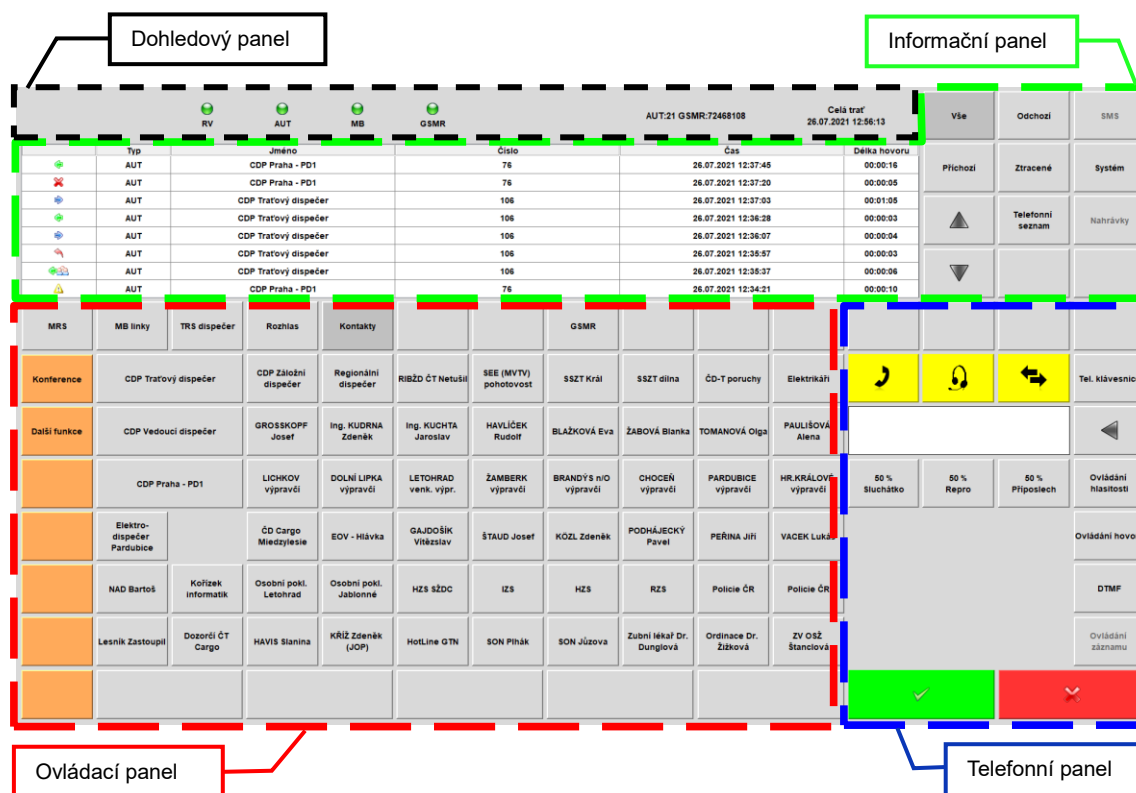 Dohledový panel
Informační panel
RV AUT MB GSMR AUT:21 GSMR:72468108 Celá trať
26.07.2021 12:56:13
Vše Odchozí SMS
Typ Jméno Číslo Čas Délka hovoru
AUT CDP Praha - PD1 76 26.07.2021 12:37:45 00:00:16
AUT CDP Praha - PD1 76 26.07.2021 12:37:20 00:00:05
AUT CDP Traťový dispečer 106 26.07.2021 12:37:03 00:01:05
AUT CDP Traťový dispečer 106 26.07.2021 12:36:28 00:00:03
AUT CDP Traťový dispečer 106 26.07.2021 12:36:07 00:00:04
AUT CDP Traťový dispečer 106 26.07.2021 12:35:57 00:00:03
AUT CDP Traťový dispečer 106 26.07.2021 12:35:37 00:00:06
AUT CDP Praha - PD1 76 26.07.2021 12:34:21 00:00:10
Příchozí Ztracené Systém
Telefonní
seznam
Nahrávky
MRS MB linky TRS dispečer Rozhlas Kontakty GSMR
Konference CDP Traťový dispečer
CDP Záložní
dispečer
Regionální
dispečer
RIBŽD ČT Netušil
SEE (MVTV)
pohotovost
SSZT Král SSZT dílna ČD-T poruchy Elektrikáři
Další funkce CDP Vedoucí dispečer
GROSSKOPF
Josef
Ing. KUDRNA
Zdeněk
Ing. KUCHTA
Jaroslav
HAVLÍČEK
Rudolf
BLAŽKOVÁ Eva ŽABOVÁ Blanka TOMANOVÁ Olga
PAULIŠOVÁ
Alena
CDP Praha - PD1
LICHKOV
výpravčí
DOLNÍ LIPKA
výpravčí
LETOHRAD
venk. výpr.
ŽAMBERK
výpravčí
BRANDÝS n/O
výpravčí
CHOCEŇ
výpravčí
PARDUBICE
výpravčí
HR.KRÁLOVÉ
výpravčí
Elektro-
dispečer
Pardubice
ČD Cargo
Miedzylesie
EOV - Hlávka
GAJDOŠÍK
Vítězslav
ŠTAUD Josef KÖZL Zdeněk
PODHÁJECKÝ
Pavel
PEŘINA Jiří VACEK Lukáš
NAD Bartoš
Kořízek
informatik
Osobní pokl.
Letohrad
Osobní pokl.
Jablonné
HZS SŽDC IZS HZS RZS Policie ČR Policie ČR
Lesník Zastoupil
Dozorčí ČT
Cargo
HAVIS Slanina
KŘÍŽ Zdeněk
(JOP)
HotLine GTN SON Plhák SON Jůzova
Zubní lékař Dr.
Dunglová
Ordinace Dr.
Žižková
ZV OSŽ
Štanclová
Tel. klávesnice
50 %
Sluchátko
50 %
Repro
50 %
Příposlech
Ovládání
hlasitosti
Ovládání hovoru
DTMF
Ovládání
záznamu
Ovládací panel
Telefonní panel